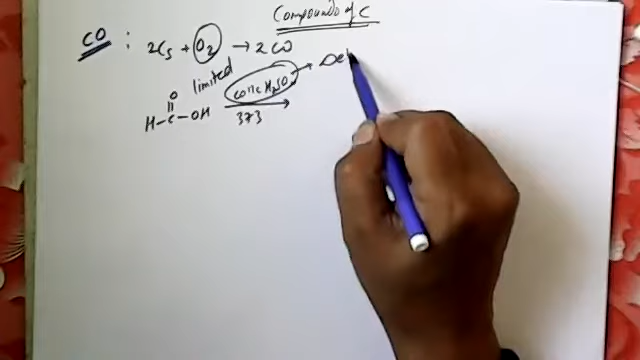 Compounds of C
CO : 2Cs + O2 → 2CO
limited
conc H2SO4 → De
O
H-C-OH 373